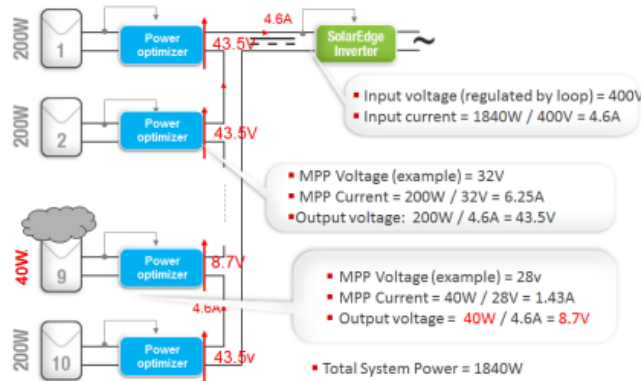 4.6A
200W
1
Power
optimizer
43.5V
SolarEdge
Inverter
~
▪ Input voltage (regulated by loop) = 400V
▪ Input current = 1840W / 400V = 4.6A
200W
2
Power
optimizer
43.5V
▪ MPP Voltage (example) = 32V
▪ MPP Current = 200W / 32V = 6.25A
▪ Output voltage: 200W / 4.6A = 43.5V
40W
9
Power
optimizer
8.7V
▪ MPP Voltage (example) = 28v
▪ MPP Current = 40W / 28V = 1.43A
▪ Output voltage = 40W / 4.6A = 8.7V
4.6A
200W
10
Power
optimizer
43.5v
▪ Total System Power = 1840W